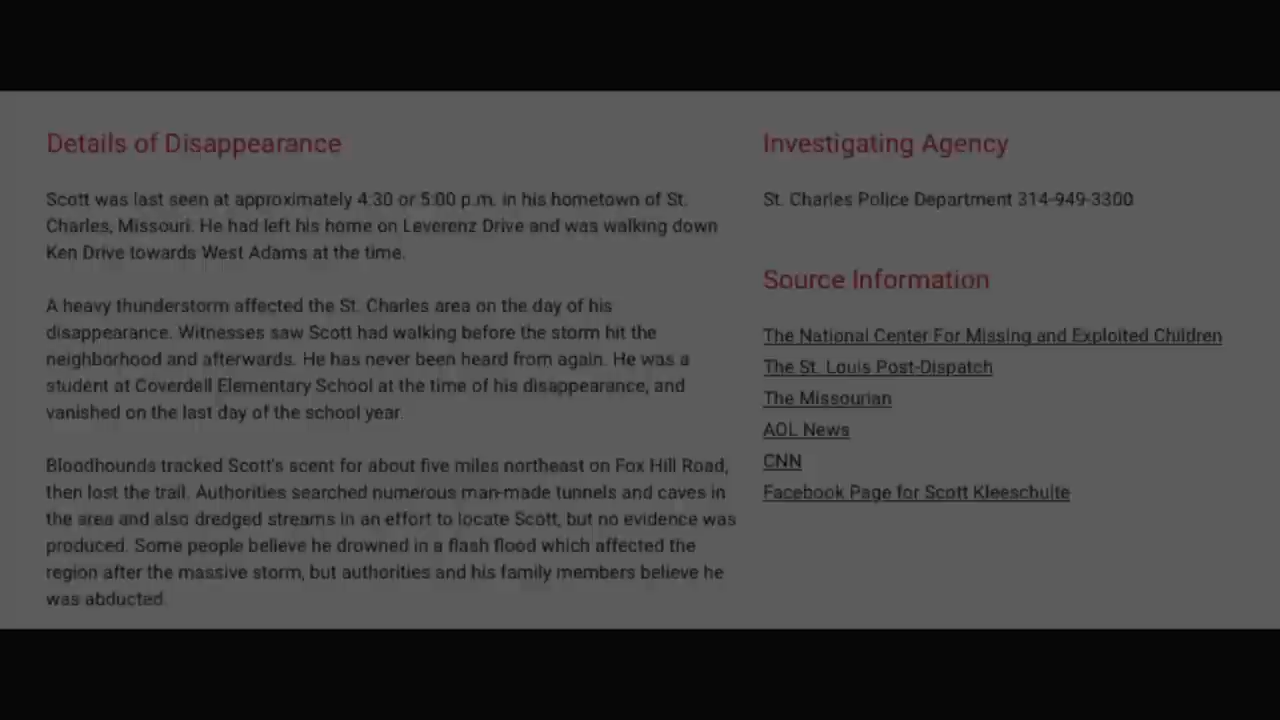 Details of Disappearance
Scott was last seen at approximately 4:30 or 5:00 p.m. in his hometown of St.
Charles, Missouri. He had left his home on Leverenz Drive and was walking down
Ken Drive towards West Adams at the time.
A heavy thunderstorm affected the St. Charles area on the day of his
disappearance. Witnesses saw Scott had walking before the storm hit the
neighborhood and afterwards. He has never been heard from again. He was a
student at Coverdell Elementary School at the time of his disappearance, and
vanished on the last day of the school year.
Bloodhounds tracked Scott's scent for about five miles northeast on Fox Hill Road,
then lost the trail. Authorities searched numerous man-made tunnels and caves in
the area and also dredged streams in an effort to locate Scott, but no evidence was
produced. Some people believe he drowned in a flash flood which affected the
region after the massive storm, but authorities and his family members believe he
was abducted.
Investigating Agency
St. Charles Police Department 314-949-3300
Source Information
The National Center For Missing and Exploited Children
The St. Louis Post-Dispatch
The Missourian
AOL News
CNN
Facebook Page for Scott Kleeschulte